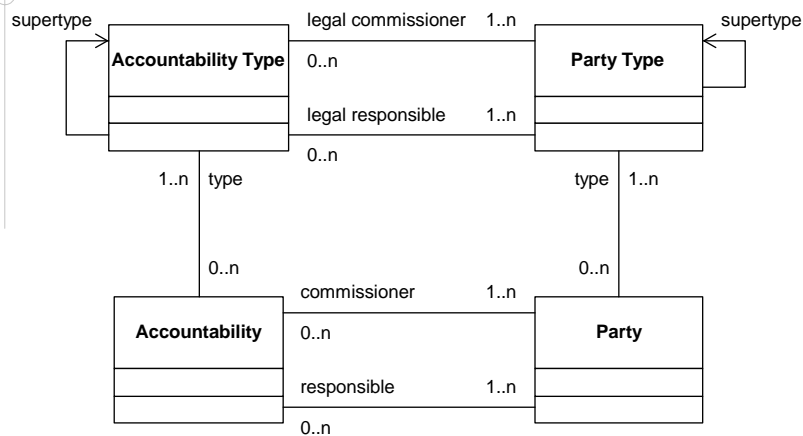 supertype
legal commissioner 1..n
supertype
Accountability Type
0..n
Party Type
legal responsible 1..n
0..n
1..n type
type 1..n
0..n
0..n
commissioner 1..n
Accountability
0..n
Party
responsible 1..n
0..n